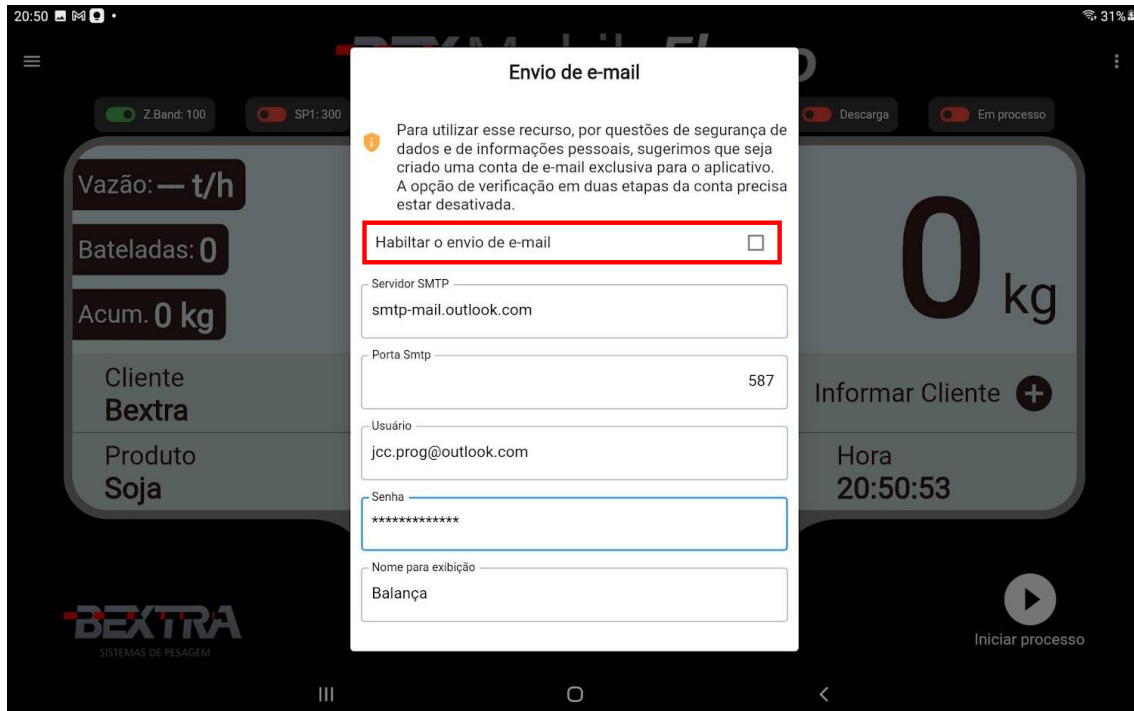 20:50
31%
Envio de e-mail
Z.Band: 100
SP1: 300
Descarga
Em processo
Para utilizar esse recurso, por questões de segurança de
dados e de informações pessoais, sugerimos que seja
criado uma conta de e-mail exclusiva para o aplicativo.
A opção de verificação em duas etapas da conta precisa
estar desativada.
Vazão: — t/h
Bateladas: 0
Acum. 0 kg
0 kg
Habiltar o envio de e-mail
Servidor SMTP
smtp-mail.outlook.com
Porta Smtp
587
Usuário
jcc.prog@outlook.com
Senha
*************
Nome para exibição
Balança
Cliente
Bextra
Informar Cliente
Produto
Soja
Hora
20:50:53
BEXTRA
SISTEMAS DE PESAGEM
Iniciar processo